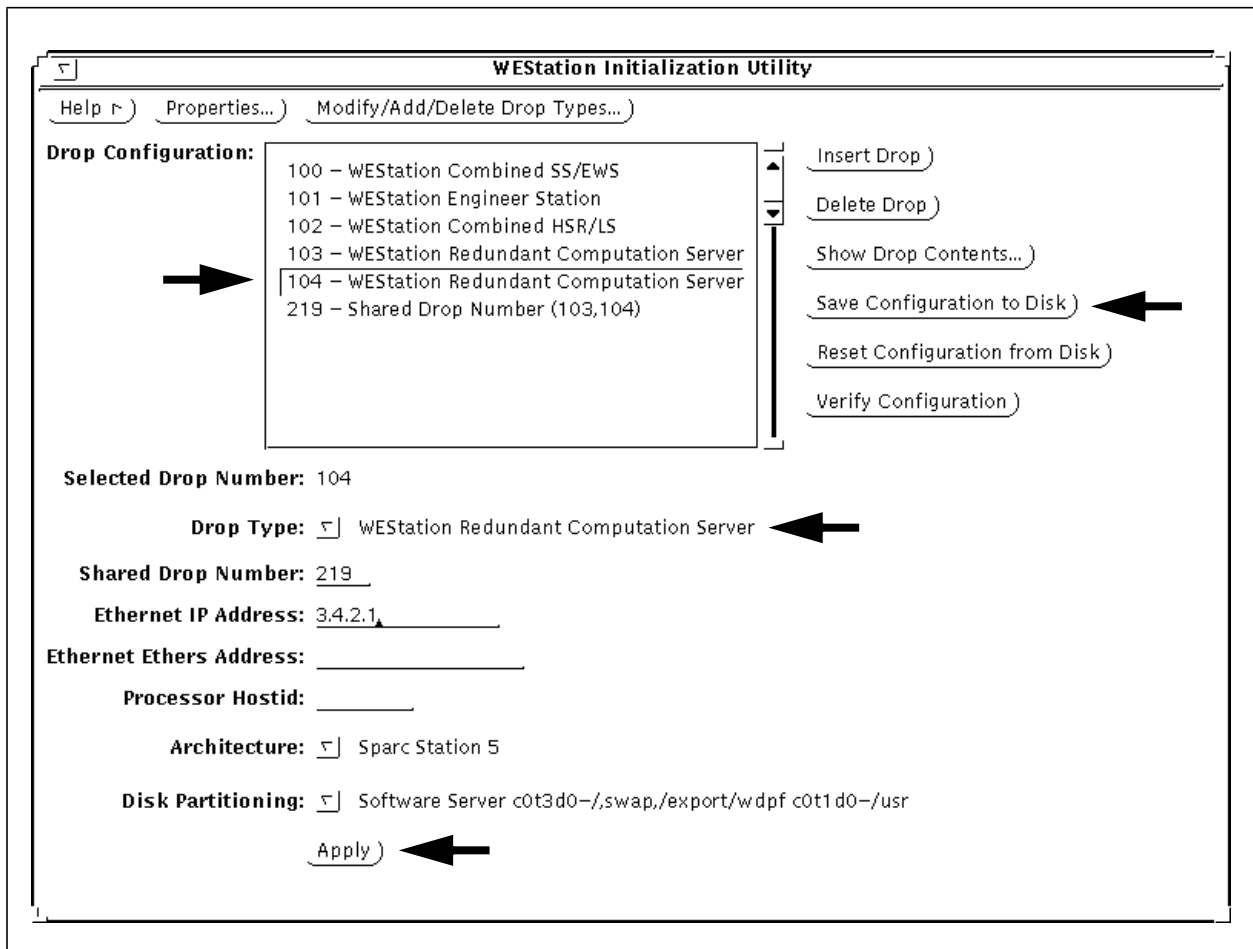 WEStation Initialization Utility
Help Properties... Modify/Add/Delete Drop Types...
Drop Configuration:
100 – WEStation Combined SS/EWS
101 – WEStation Engineer Station
102 – WEStation Combined HSR/LS
103 – WEStation Redundant Computation Server
104 – WEStation Redundant Computation Server
219 – Shared Drop Number (103,104)
Insert Drop
Delete Drop
Show Drop Contents...
Save Configuration to Disk
Reset Configuration from Disk
Verify Configuration
Selected Drop Number: 104
Drop Type: WEStation Redundant Computation Server
Shared Drop Number: 219
Ethernet IP Address: 3.4.2.1
Ethernet Ethers Address:
Processor Hostid:
Architecture: Sparc Station 5
Disk Partitioning: Software Server c0t3d0–/,swap,/export/wdpf c0t1d0–/usr
Apply